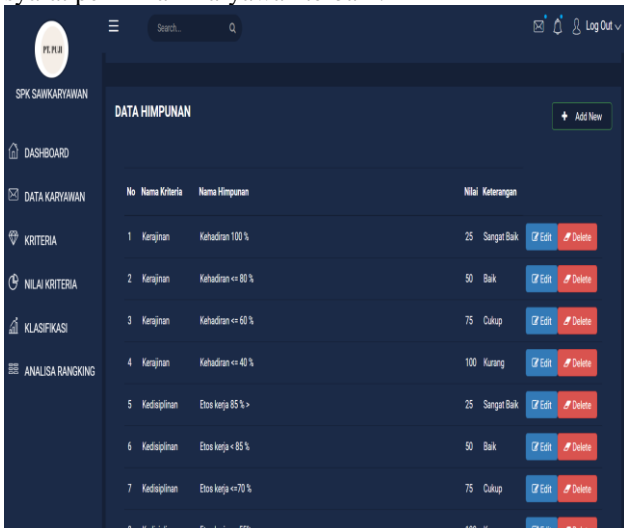 Search...
Log Out
PT. PUJI
SPK SAWKARYAWAN
DASHBOARD
DATA KARYAWAN
KRITERIA
NILAI KRITERIA
KLASIFIKASI
ANALISA RANGKING
DATA HIMPUNAN
+ Add New
No Nama Kriteria Nama Himpunan Nilai Keterangan
1 Kerajinan Kehadiran 100 % 25 Sangat Baik Edit Delete
2 Kerajinan Kehadiran <= 80 % 50 Baik Edit Delete
3 Kerajinan Kehadiran <= 60 % 75 Cukup Edit Delete
4 Kerajinan Kehadiran <= 40 % 100 Kurang Edit Delete
5 Kedisiplinan Etos kerja 85 % > 25 Sangat Baik Edit Delete
6 Kedisiplinan Etos kerja < 85 % 50 Baik Edit Delete
7 Kedisiplinan Etos kerja <=70 % 75 Cukup Edit Delete